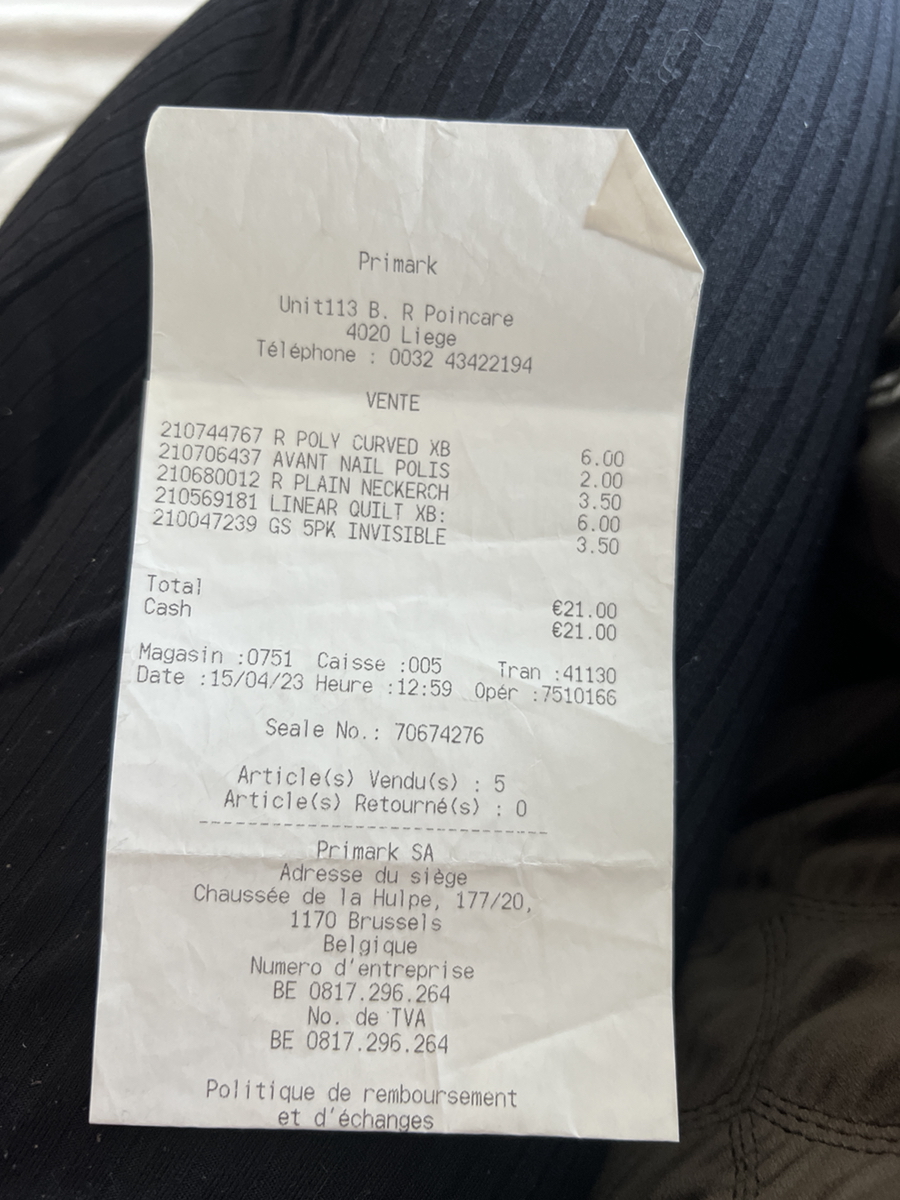 Primark
Unit113 B. R Poincare
4020 Liege
Téléphone : 0032 43422194
VENTE
210744767 R POLY CURVED XB 6.00
210706437 AVANT NAIL POLIS 2.00
210680012 R PLAIN NECKERCH 3.50
210569181 LINEAR QUILT XB: 6.00
210047239 GS 5PK INVISIBLE 3.50
Total €21.00
Cash €21.00
Magasin :0751 Caisse :005 Tran :41130
Date :15/04/23 Heure :12:59 Opér :7510166
Seale No.: 70674276
Article(s) Vendu(s) : 5
Article(s) Retourné(s) : 0
--------------------------------
Primark SA
Adresse du siège
Chaussée de la Hulpe, 177/20,
1170 Brussels
Belgique
Numero d'entreprise
BE 0817.296.264
No. de TVA
BE 0817.296.264
Politique de remboursement
et d'échanges